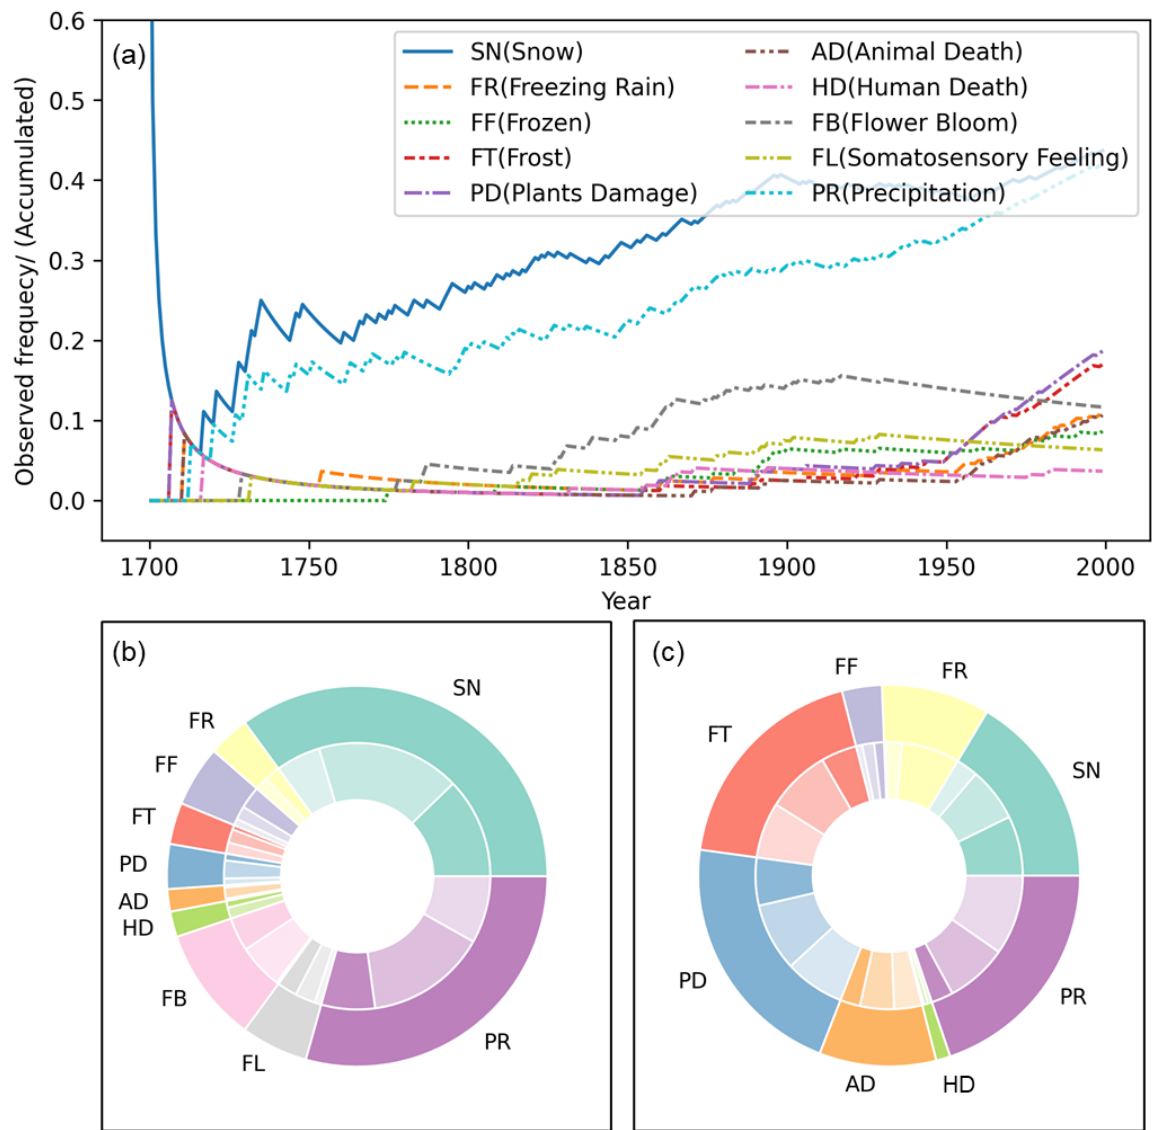 (a)
0.6
0.5
0.4
0.3
0.2
0.1
0.0
Observed frequecy/ (Accumulated)
SN(Snow)
FR(Freezing Rain)
FF(Frozen)
FT(Frost)
PD(Plants Damage)
AD(Animal Death)
HD(Human Death)
FB(Flower Bloom)
FL(Somatosensory Feeling)
PR(Precipitation)
1700 1750 1800 1850 1900 1950 2000
Year
(b)
SN
FR
FF
FT
PD
AD
HD
FB
FL
PR
(c)
FF
FR
FT
SN
PD
PR
AD
HD